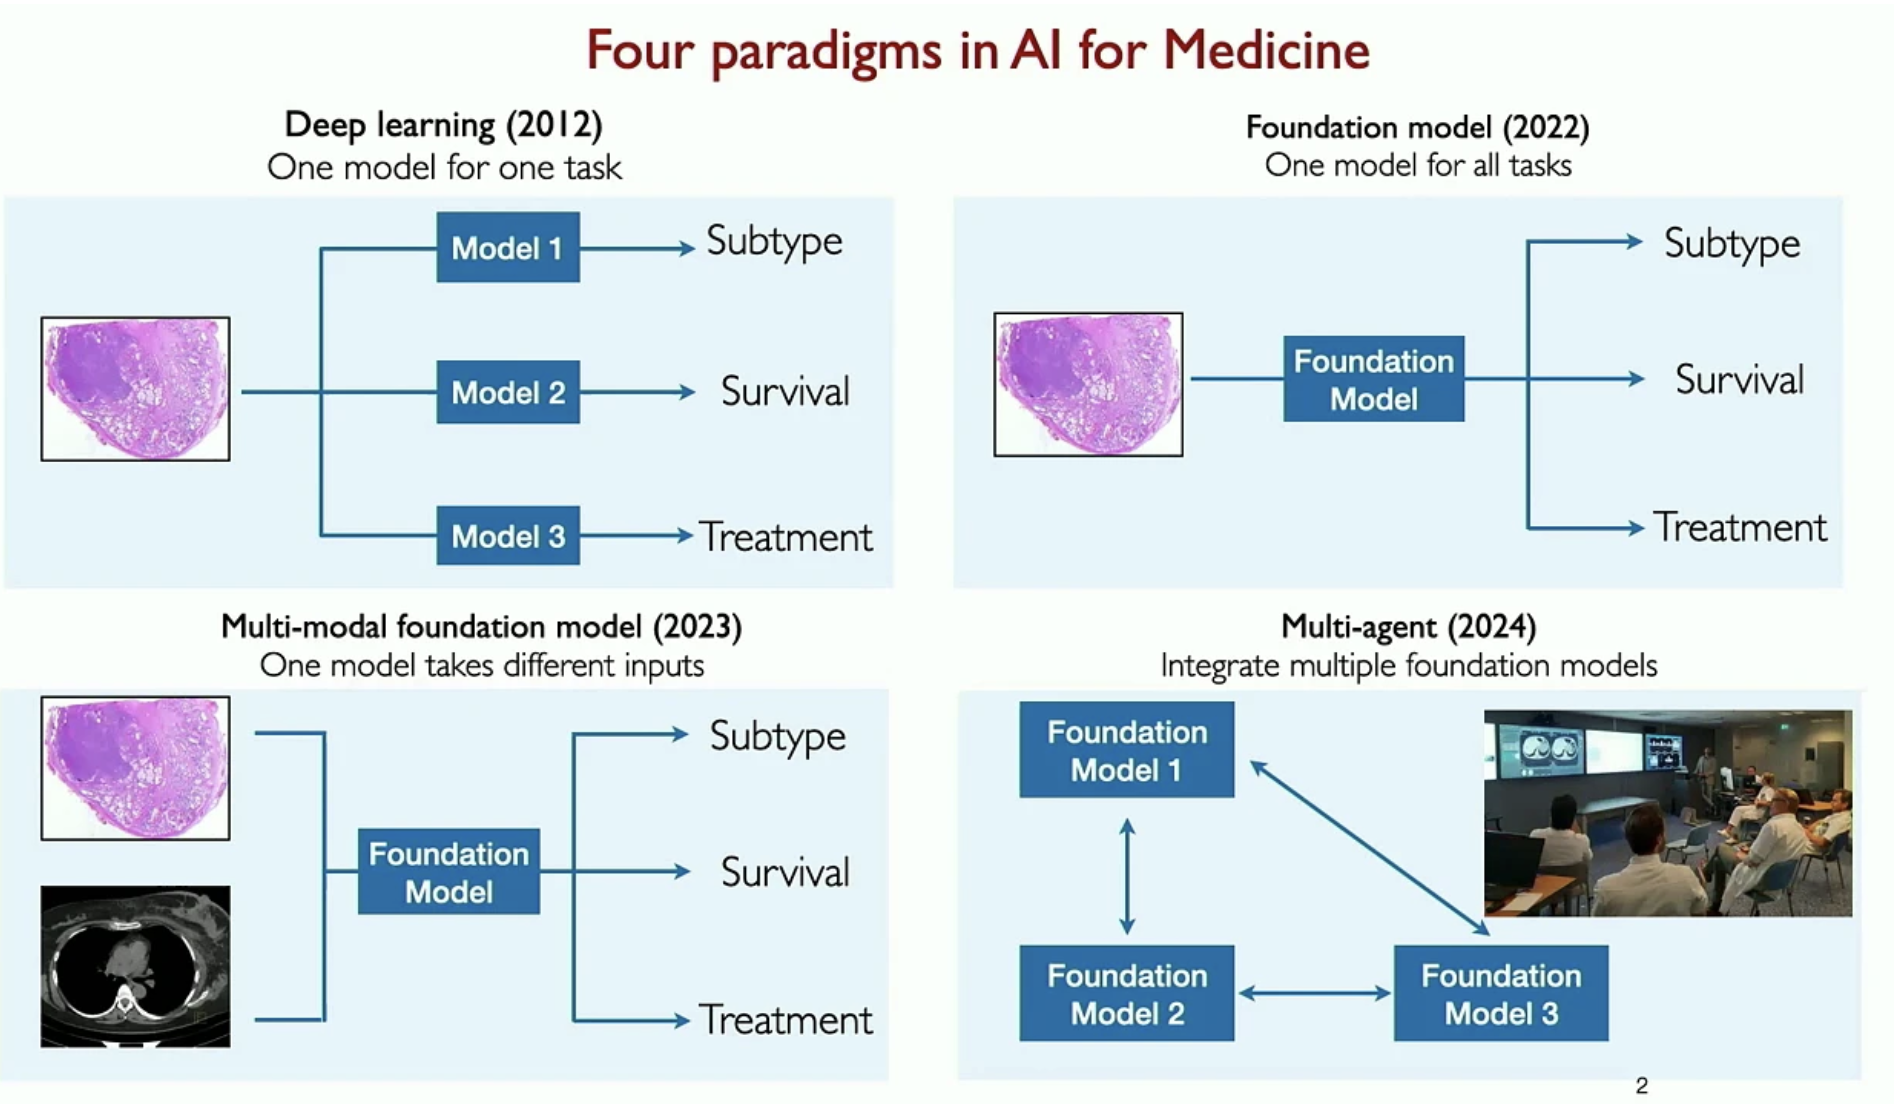 Four paradigms in AI for Medicine
Deep learning (2012)
One model for one task
Model 1
Subtype
Model 2
Survival
Model 3
Treatment
Foundation model (2022)
One model for all tasks
Foundation
Model
Subtype
Survival
Treatment
Multi-modal foundation model (2023)
One model takes different inputs
Foundation
Model
Subtype
Survival
Treatment
Multi-agent (2024)
Integrate multiple foundation models
Foundation
Model 1
Foundation
Model 2
Foundation
Model 3
2